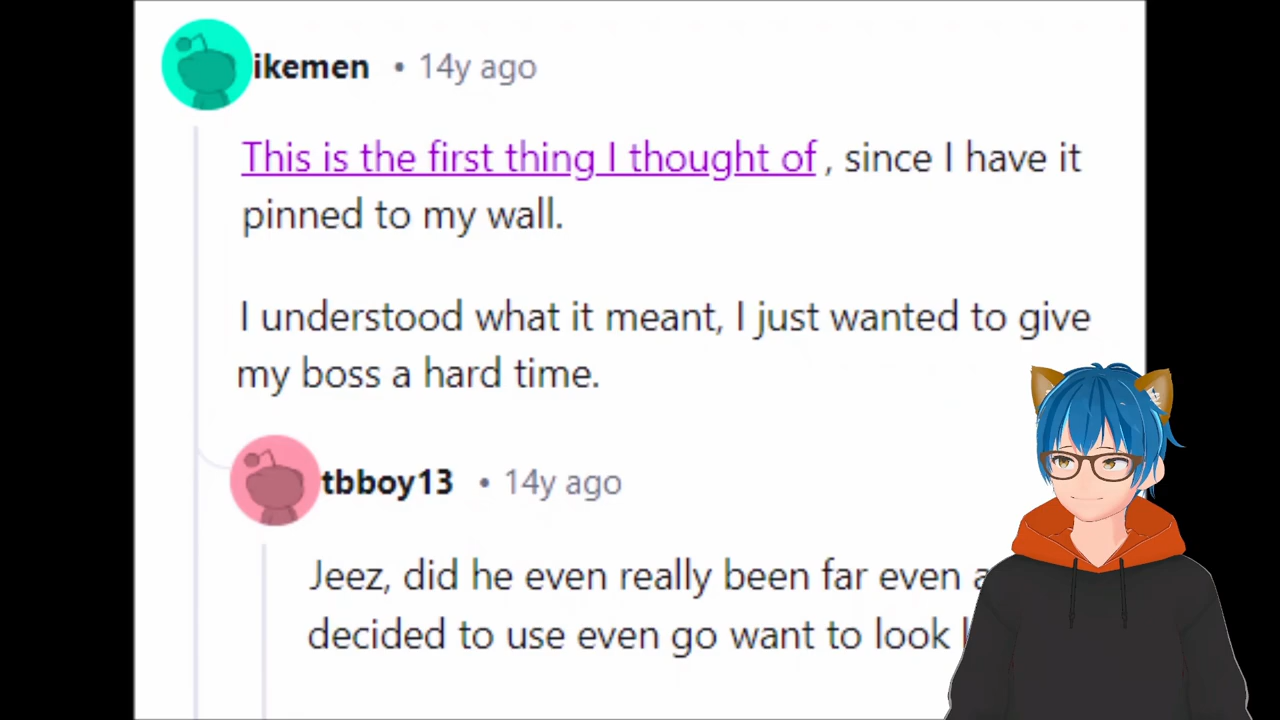 ikemen • 14y ago
This is the first thing I thought of , since I have it
pinned to my wall.
I understood what it meant, I just wanted to give
my boss a hard time.
tbboy13 • 14y ago
Jeez, did he even really been far even
decided to use even go want to look